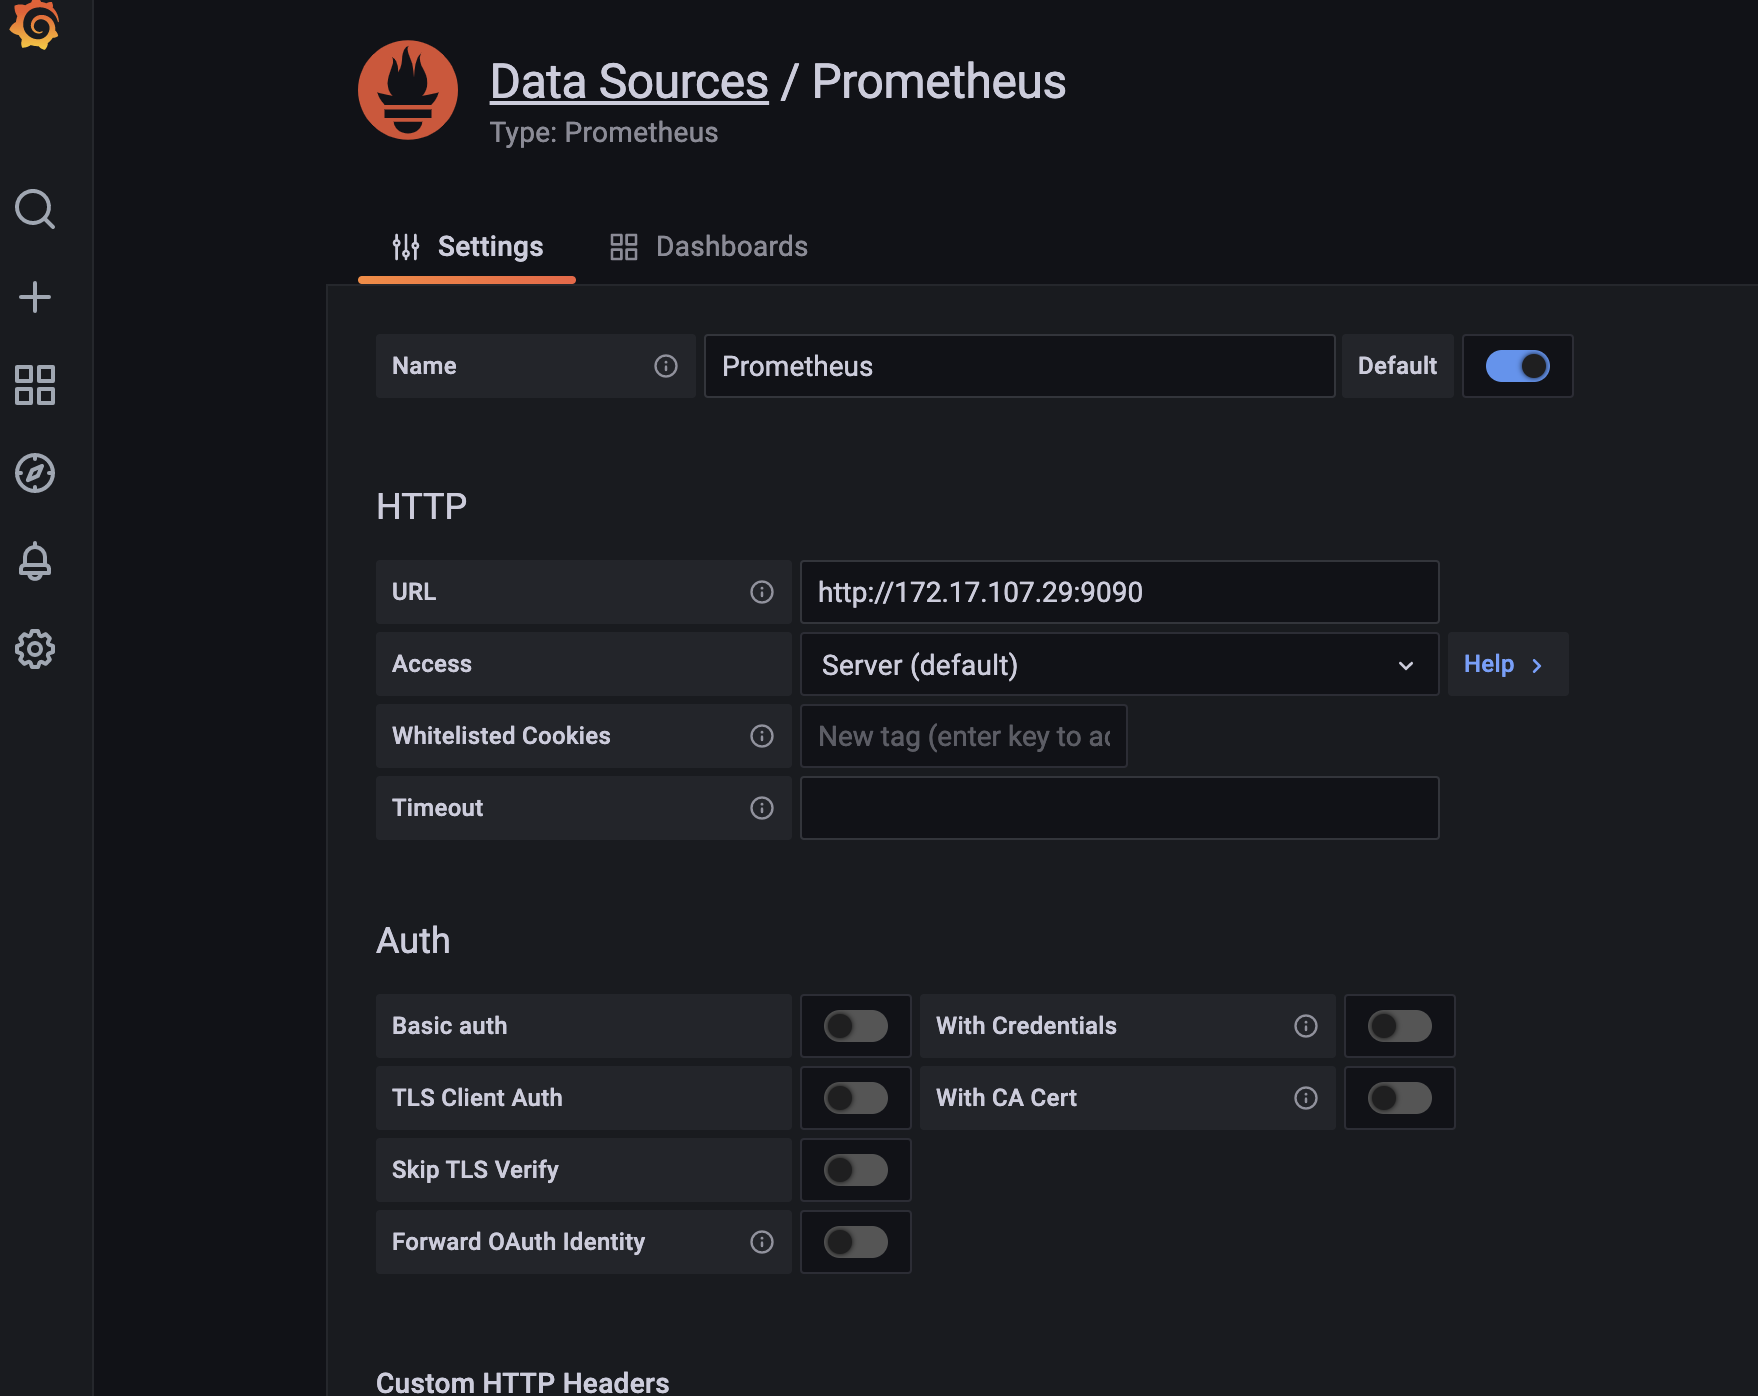 Data Sources / Prometheus
Type: Prometheus
Settings
Dashboards
Name
Prometheus
Default
HTTP
URL
http://172.17.107.29:9090
Access
Server (default)
Help
Whitelisted Cookies
New tag (enter key to ac
Timeout
Auth
Basic auth
With Credentials
TLS Client Auth
With CA Cert
Skip TLS Verify
Forward OAuth Identity
Custom HTTP Headers